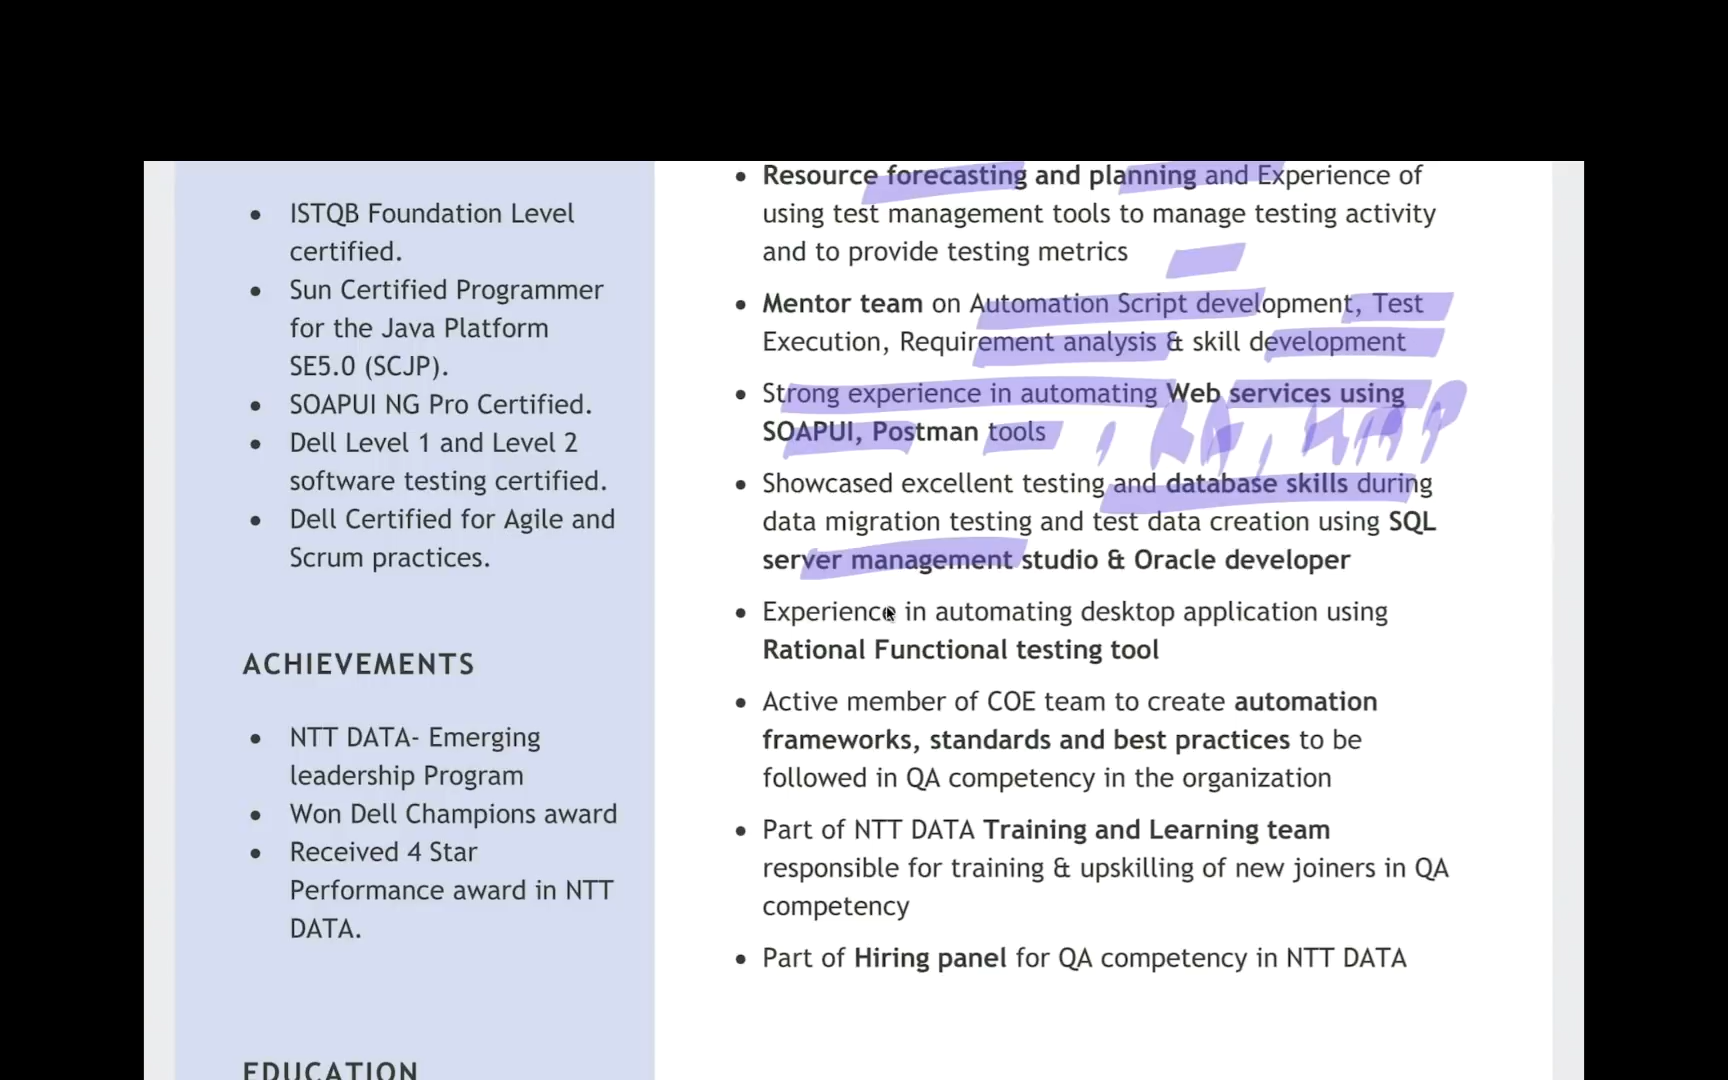 ISTQB Foundation Level
certified.
Sun Certified Programmer
for the Java Platform
SE5.0 (SCJP).
SOAPUI NG Pro Certified.
Dell Level 1 and Level 2
software testing certified.
Dell Certified for Agile and
Scrum practices.
ACHIEVEMENTS
NTT DATA- Emerging
leadership Program
Won Dell Champions award
Received 4 Star
Performance award in NTT
DATA.
EDUCATION
Resource forecasting and planning and Experience of
using test management tools to manage testing activity
and to provide testing metrics
Mentor team on Automation Script development, Test
Execution, Requirement analysis & skill development
Strong experience in automating Web services using
SOAPUI, Postman tools
Showcased excellent testing and database skills during
data migration testing and test data creation using SQL
server management studio & Oracle developer
Experience in automating desktop application using
Rational Functional testing tool
Active member of COE team to create automation
frameworks, standards and best practices to be
followed in QA competency in the organization
Part of NTT DATA Training and Learning team
responsible for training & upskilling of new joiners in QA
competency
Part of Hiring panel for QA competency in NTT DATA